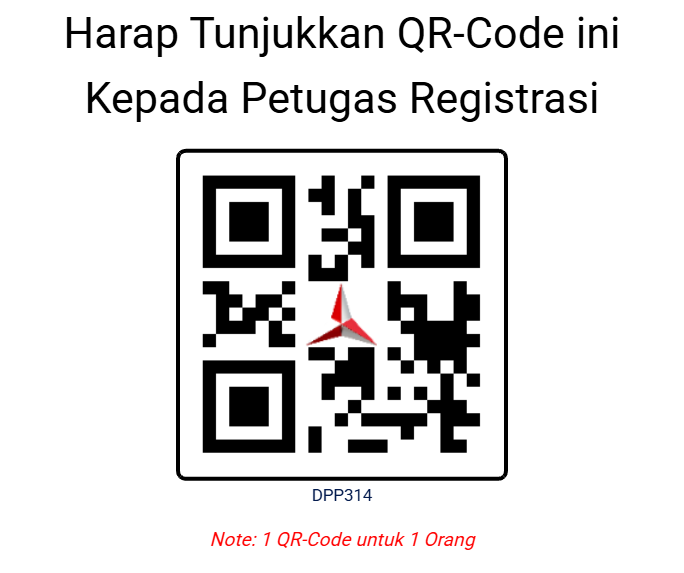 Harap Tunjukkan QR-Code ini
Kepada Petugas Registrasi
DPP314
Note: 1 QR-Code untuk 1 Orang